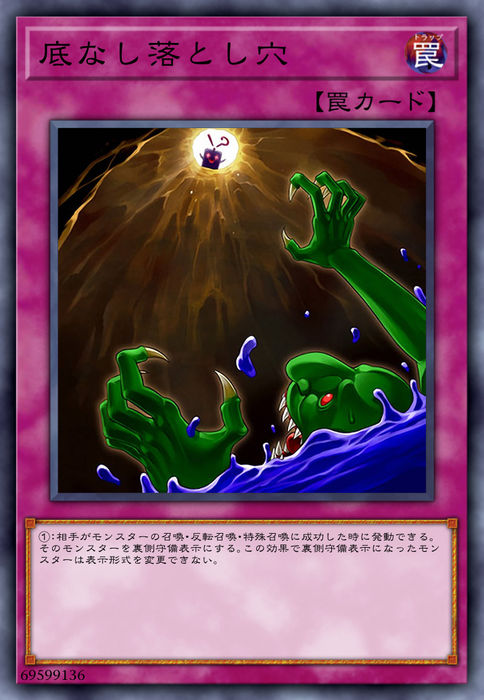 底なし落とし穴
トラップ
罠
【罠カード】
!?
①:相手がモンスターの召喚・反転召喚・特殊召喚に成功した時に発動できる。
そのモンスターを裏側守備表示にする。この効果で裏側守備表示になったモン
スターは表示形式を変更できない。
69599136